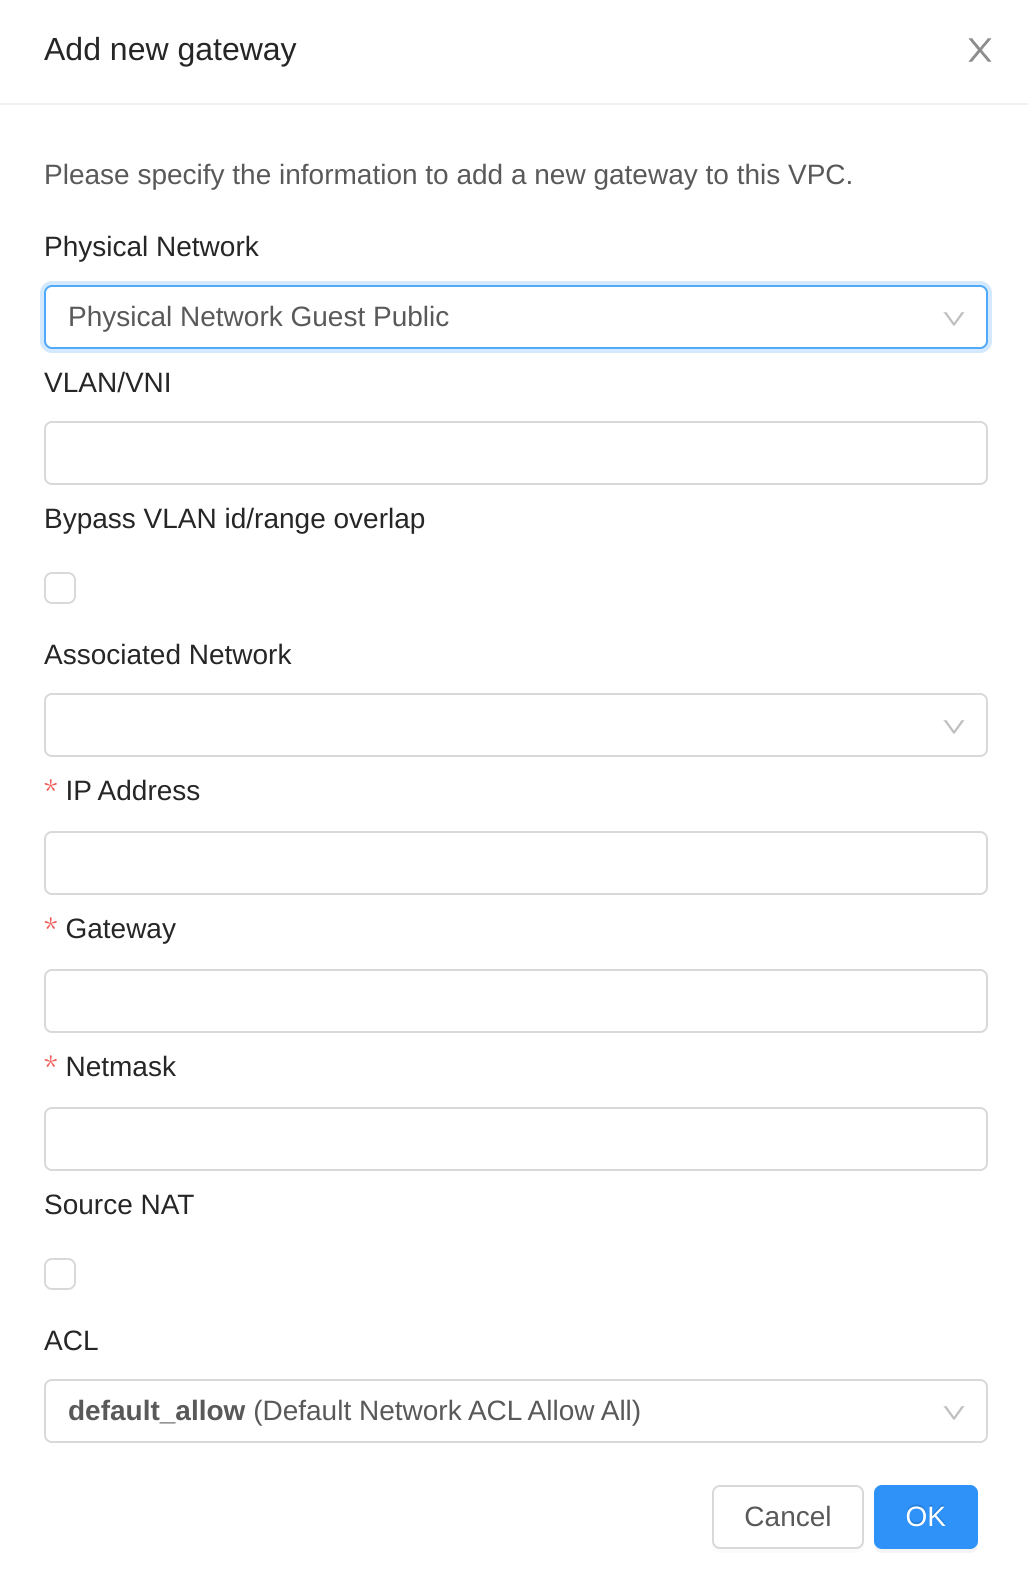 Add new gateway
Please specify the information to add a new gateway to this VPC.
Physical Network
Physical Network Guest Public
VLAN/VNI
Bypass VLAN id/range overlap
Associated Network
* IP Address
* Gateway
* Netmask
Source NAT
ACL
default_allow (Default Network ACL Allow All)
Cancel OK